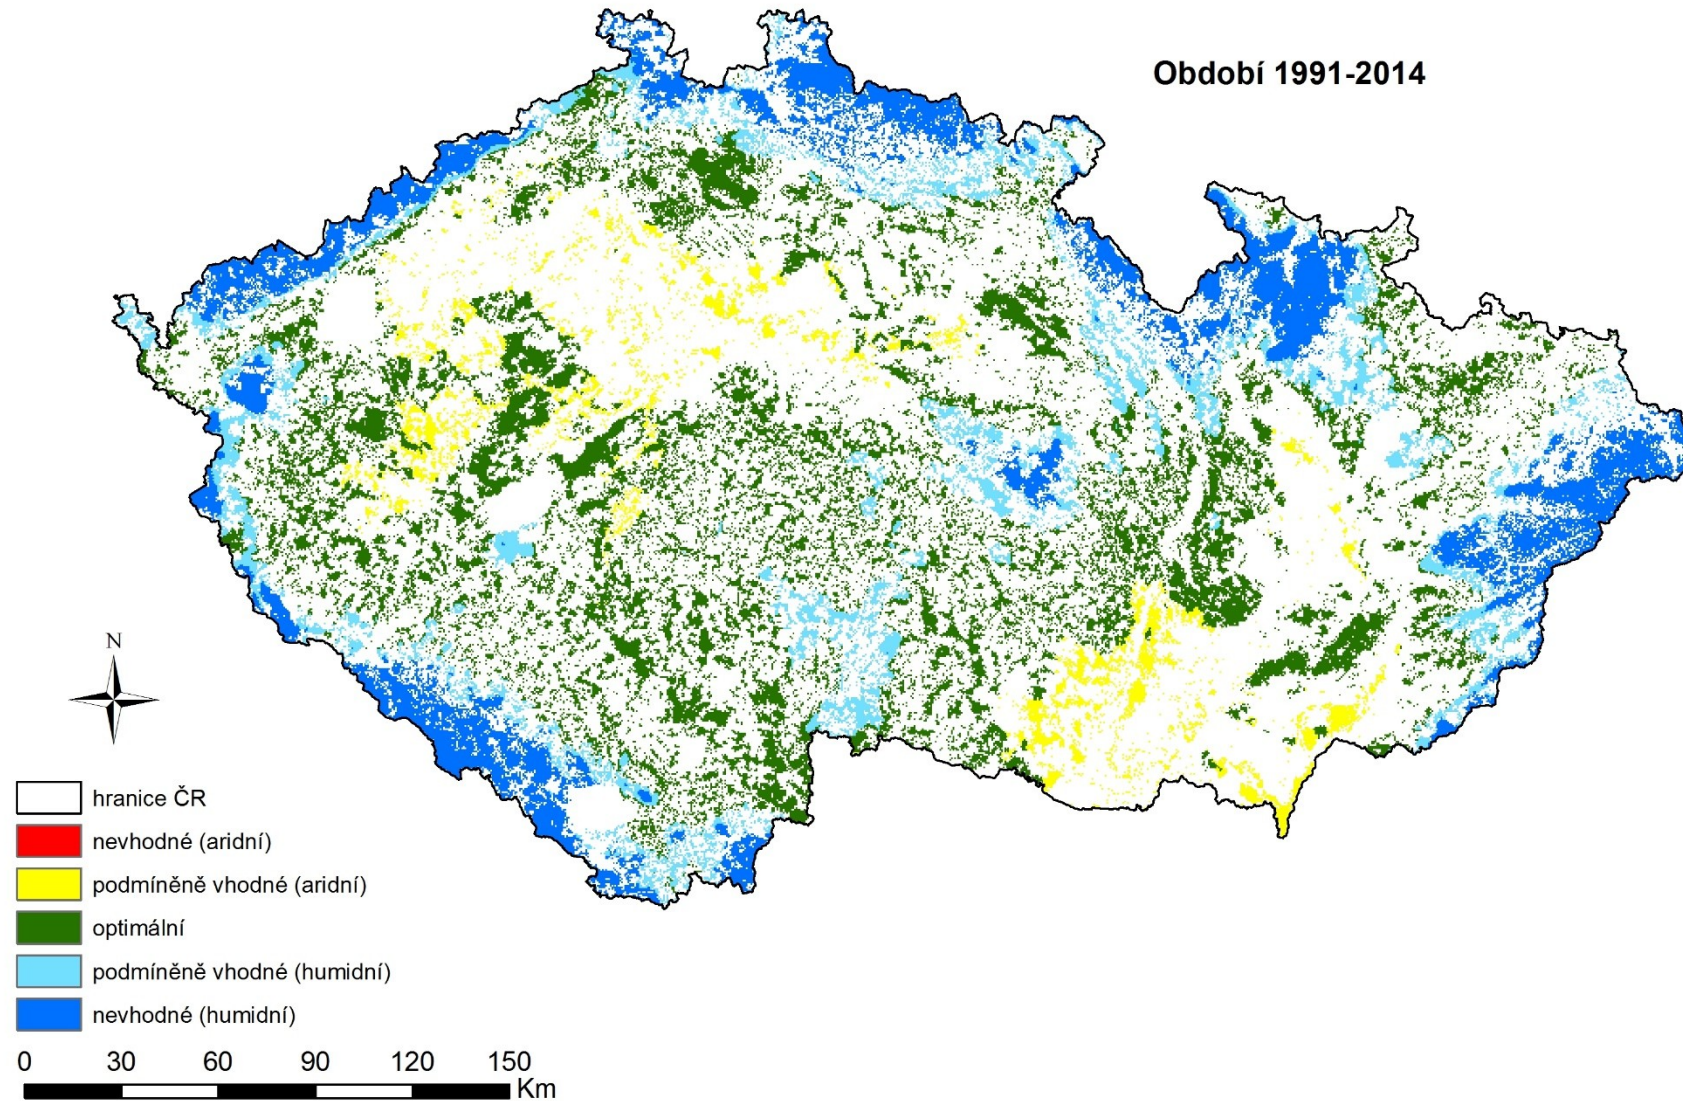 Období 1991-2014
N
hranice ČR
nevhodné (aridní)
podmíněně vhodné (aridní)
optimální
podmíněně vhodné (humidní)
nevhodné (humidní)
0 30 60 90 120 150
Km